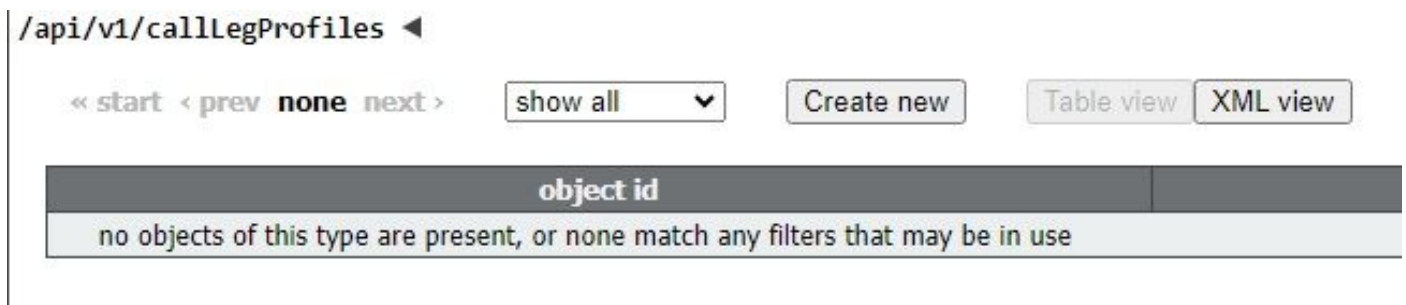 /api/v1/callLegProfiles ◄
« start ‹ prev none next › show all Create new Table view XML view
object id
no objects of this type are present, or none match any filters that may be in use